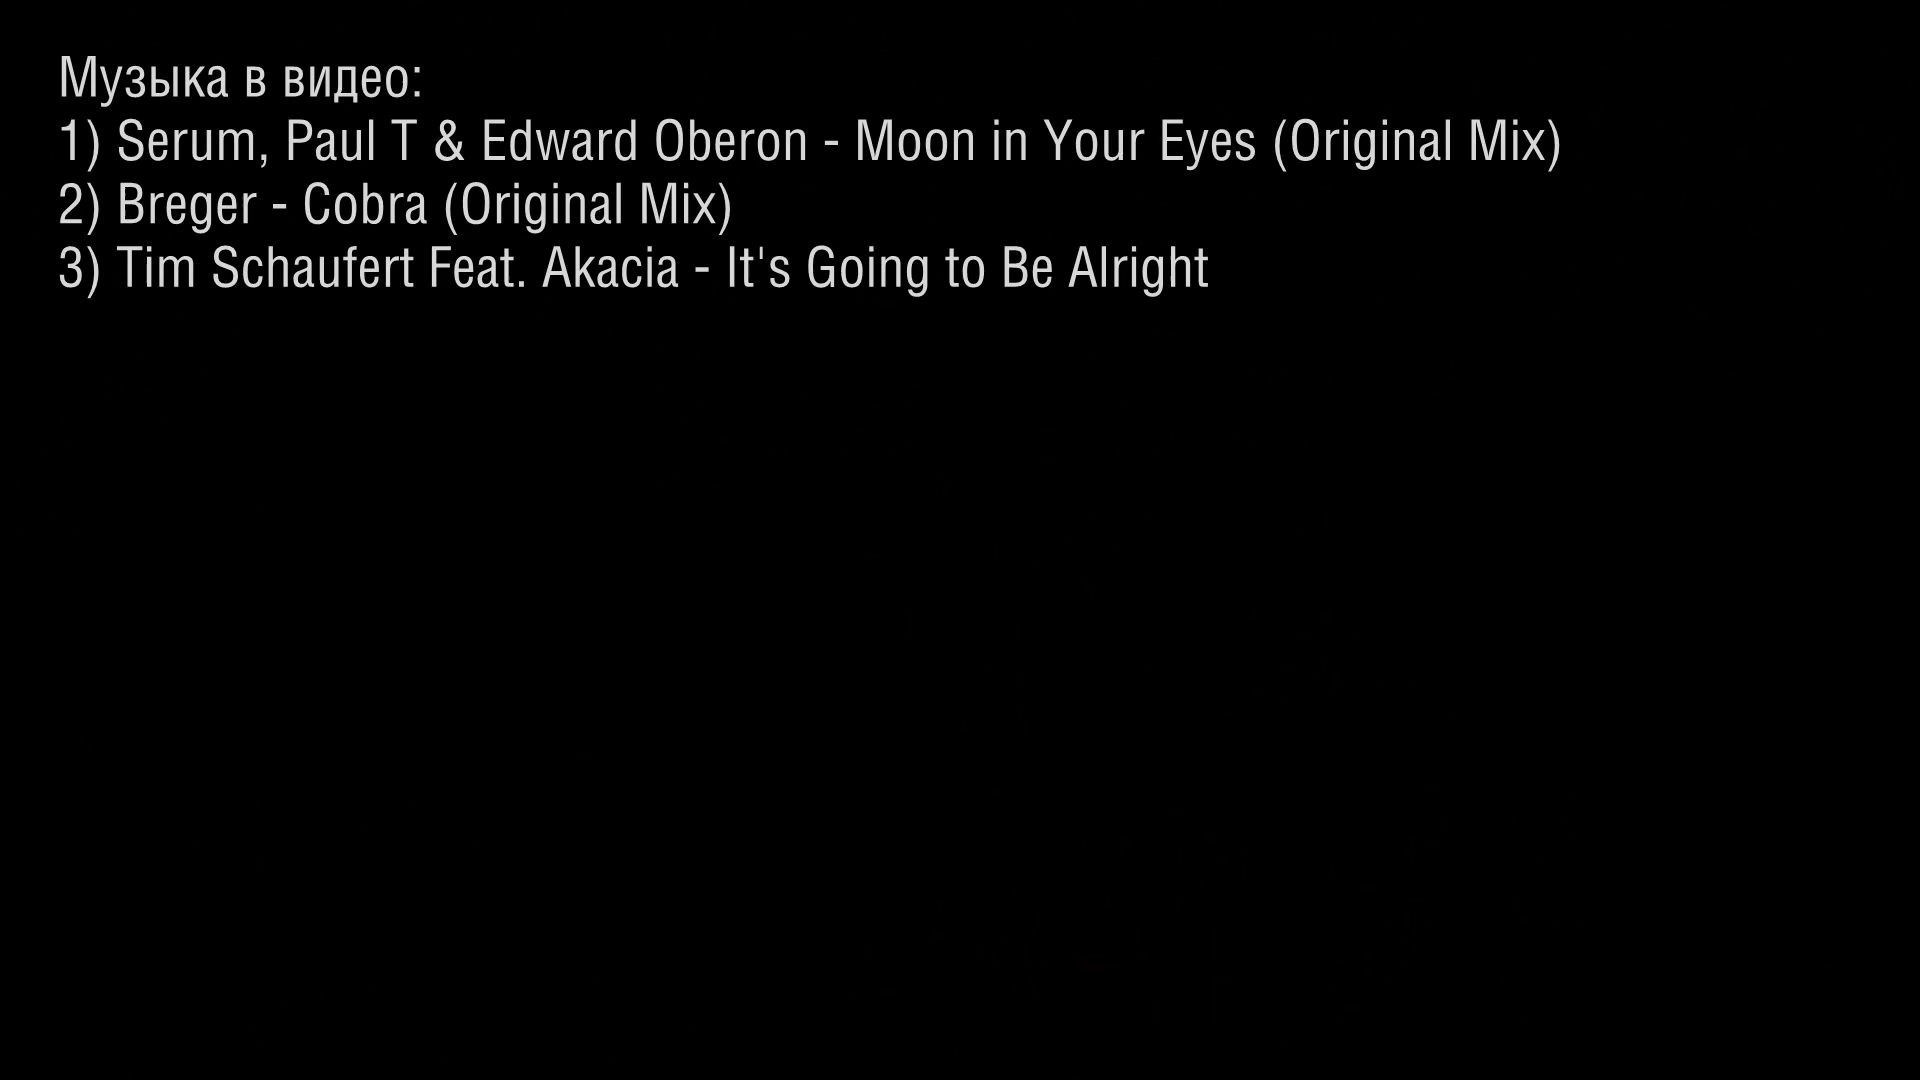 Музыка в видео:
1) Serum, Paul T & Edward Oberon - Moon in Your Eyes (Original Mix)
2) Breger - Cobra (Original Mix)
3) Tim Schaufert Feat. Akacia - It's Going to Be Alright